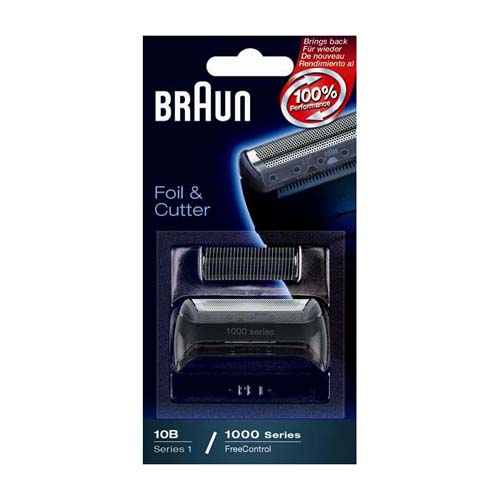 Brings back
Für wieder
De nouveau
Rendimiento al
100%
Performance
BRAUN
Foil &
Cutter
1000 series
10B / 1000 Series
Series 1 FreeControl